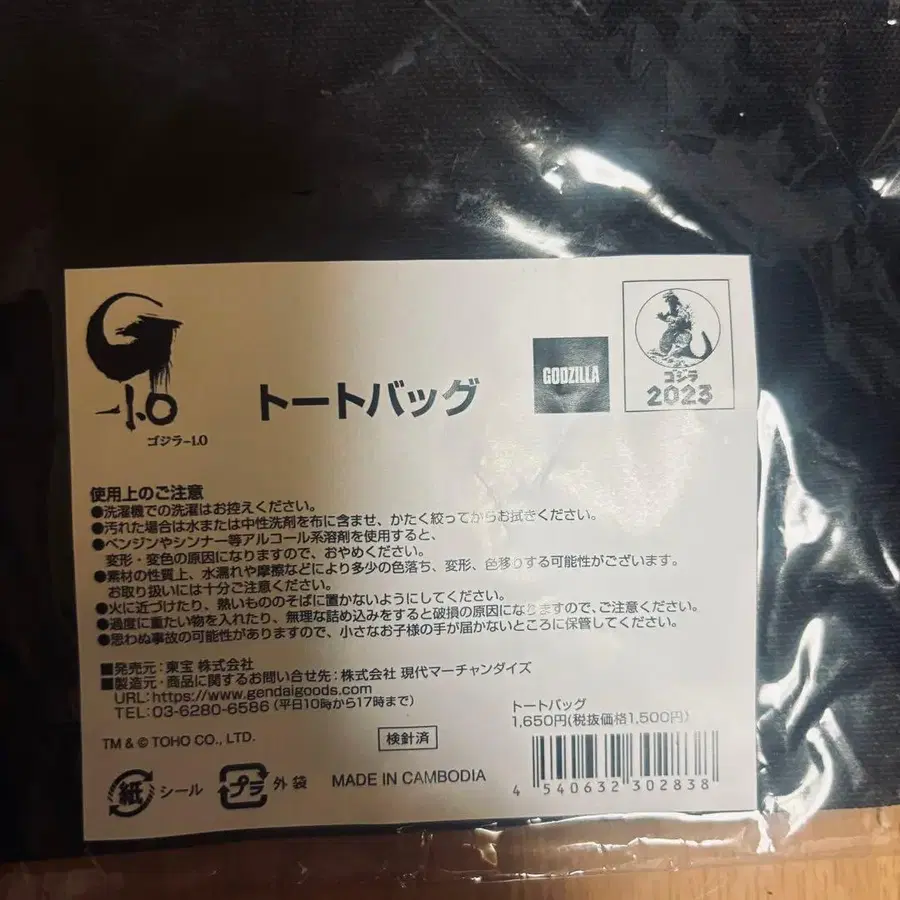 -1.0
ゴジラ-1.0
トートバッグ
GODZILLA
ゴジラ
2023
使用上のご注意
●洗濯機での洗濯はお控えください。
●汚れた場合は水または中性洗剤を布に含ませ、かたく絞ってからお拭きください。
●ベンジンやシンナー等アルコール系溶剤を使用すると、
変形・変色の原因になりますので、おやめください。
●素材の性質上、水濡れや摩擦などにより多少の色落ち、変形、色移りする可能性がございます。
お取り扱いには十分ご注意ください。
●火に近づけたり、熱いもののそばに置かないようにしてください。
●過度に重たい物を入れたり、無理な詰め込みをすると破損の原因になりますので、ご注意ください。
●思わぬ事故の可能性がありますので、小さなお子様の手が届かないところに保管してください。
■発売元：東宝 株式会社
■製造元・商品に関するお問い合せ先：株式会社 現代マーチャンダイズ
URL:https://www.gendaigoods.com
TEL:03-6280-6586 (平日10時から17時まで)
TM & © TOHO CO., LTD.
検針済
トートバッグ
1,650円(税抜価格1,500円)
紙 シール
プラ 外袋
MADE IN CAMBODIA
4 540632 302838